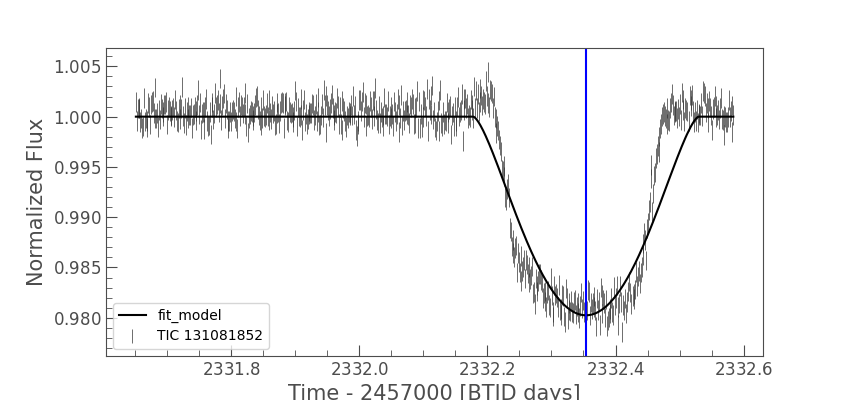 1.005
1.000
0.995
0.990
0.985
0.980
Normalized Flux
fit_model
TIC 131081852
2331.8 2332.0 2332.2 2332.4 2332.6
Time - 2457000 [BTJD days]